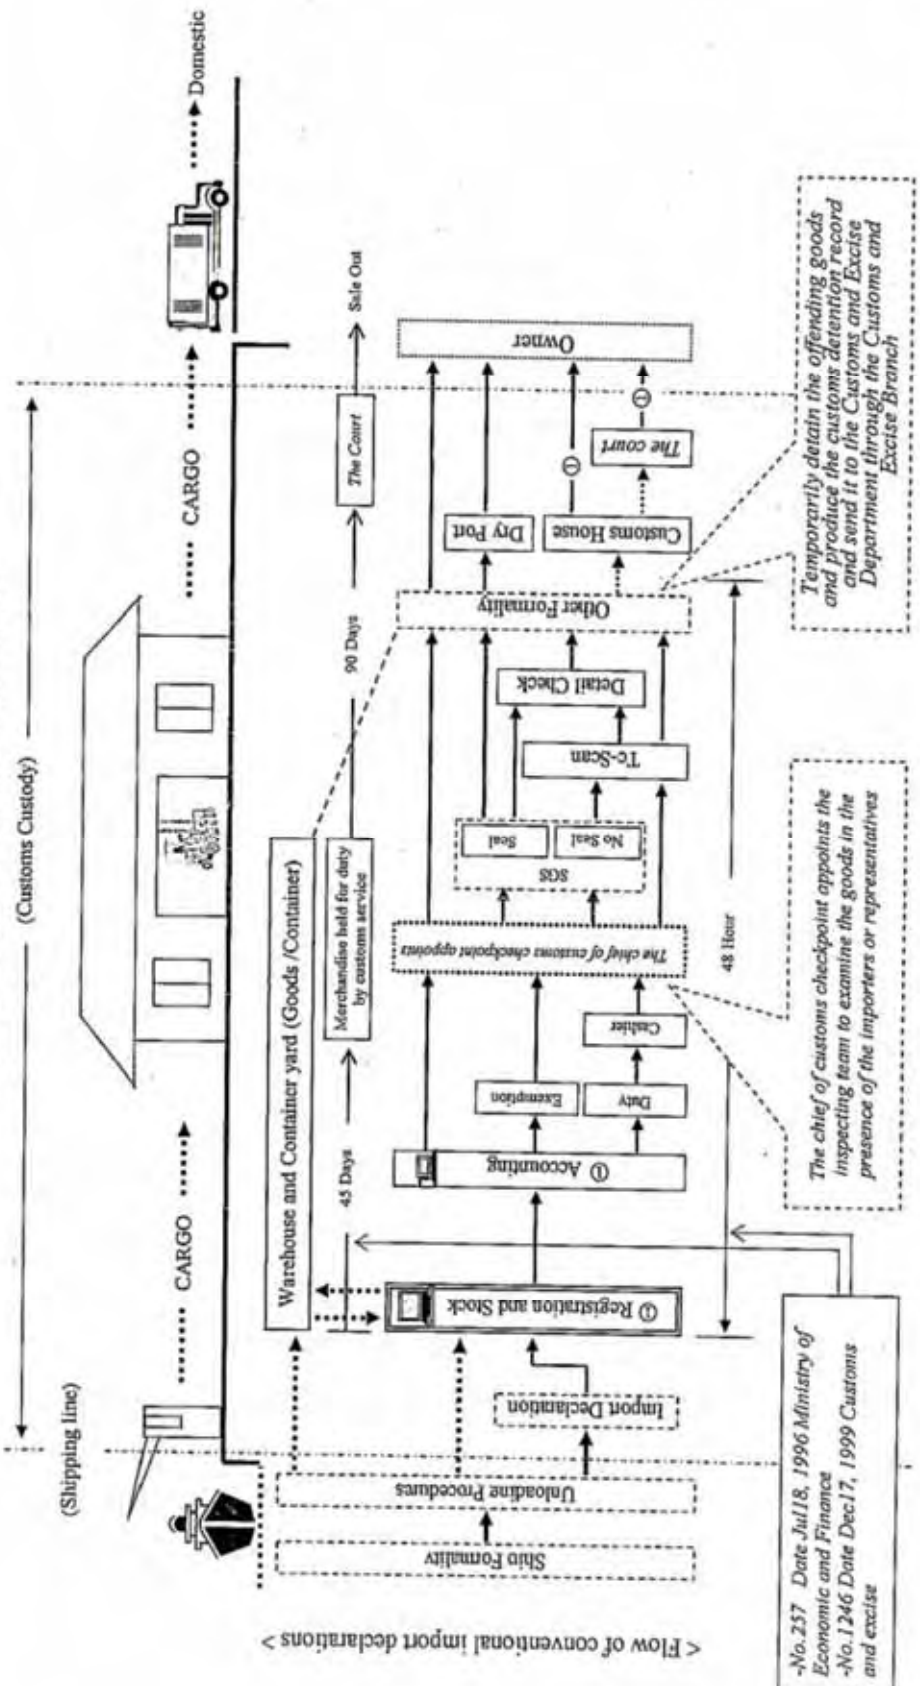 < Flow of conventional import declarations >
(Shipping line)
(Customs Custody)
CARGO
CARGO
Domestic
Ship Formality
Unloading Procedures
Import Declaration
Warehouse and Container yard (Goods /Container)
45 Days
Merchandise held for duty
by customs service
90 Days
The Court
Sale Out
① Registration and Stock
① Accounting
Exemption
Duty
Cashier
The chief of customs checkpoint appoints
SGS
Seal
No Seal
Tc-Scan
Detail Check
Other Formality
Dry Port
Customs House
The court
Owner
48 Hour
-No.257 Date Jul18, 1996 Ministry of
Economic and Finance
-No.1246 Date Dec17, 1999 Customs
and excise
The chief of customs checkpoint appoints the
inspecting team to examine the goods in the
presence of the importers or representatives
Temporarily detain the offending goods
and produce the customs detention record
and send it to the Customs and Excise
Department through the Customs and
Excise Branch